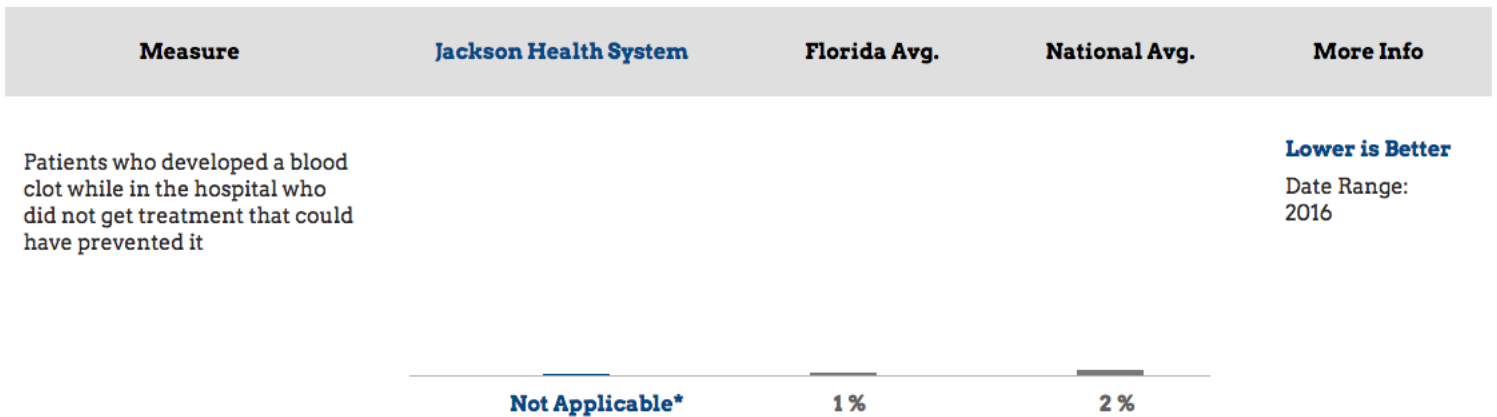 Measure Jackson Health System Florida Avg. National Avg. More Info
Patients who developed a blood
clot while in the hospital who
did not get treatment that could
have prevented it
Lower is Better
Date Range:
2016
Not Applicable* 1 % 2 %